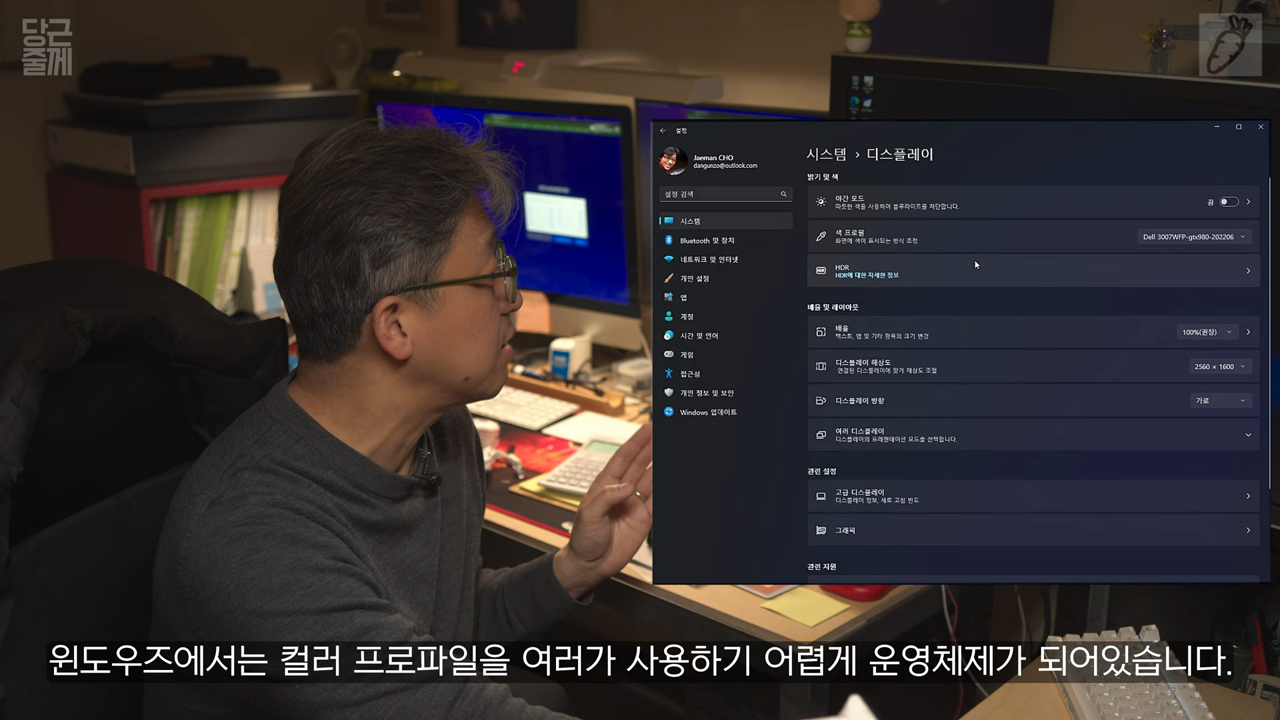 당근
줄께
설정
Jaeman CHO
dangunzo@outlook.com
설정 검색
시스템
Bluetooth 및 장치
네트워크 및 인터넷
개인 설정
앱
계정
시간 및 언어
게임
접근성
개인 정보 및 보안
Windows 업데이트
시스템 › 디스플레이
밝기 및 색
야간 모드
따뜻한 색을 사용하여 블루라이트를 차단합니다.
끔
색 프로필
화면에 색이 표시되는 방식 조정
Dell 3007WFP-gtx980-202206
HDR
HDR에 대한 자세한 정보
배율 및 레이아웃
배율
텍스트, 앱 및 기타 항목의 크기 변경
100%(권장)
디스플레이 해상도
연결된 디스플레이에 맞게 해상도 조절
2560 × 1600
디스플레이 방향
가로
여러 디스플레이
디스플레이의 프레젠테이션 모드를 선택합니다.
관련 설정
고급 디스플레이
디스플레이 정보, 새로 고침 빈도
그래픽
관련 지원
윈도우즈에서는 컬러 프로파일을 여러가 사용하기 어렵게 운영체제가 되어있습니다.